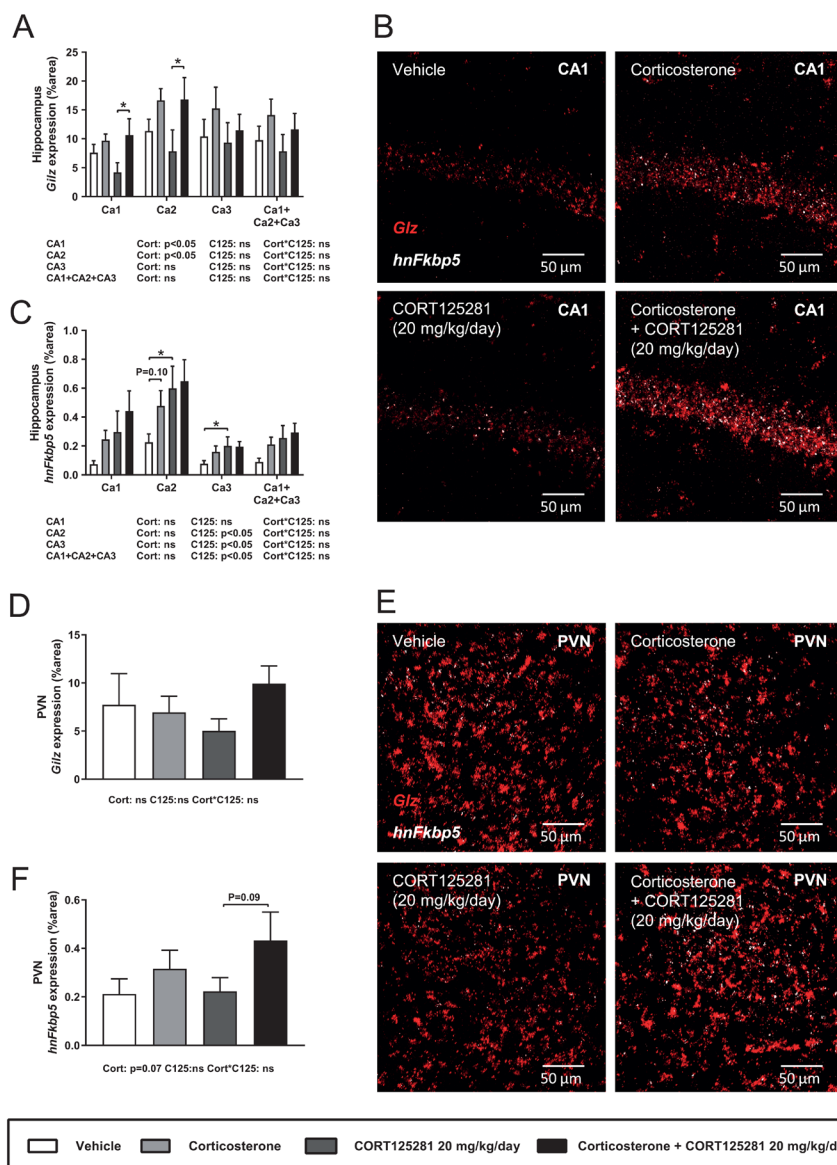 A
Hippocampus
Gilz expression (%area)
25
20
15
10
5
0
*
*
Ca1
Ca2
Ca3
Ca1+
Ca2+Ca3
CA1 Cort: p<0.05 C125: ns Cort*C125: ns
CA2 Cort: p<0.05 C125: ns Cort*C125: ns
CA3 Cort: ns C125: ns Cort*C125: ns
CA1+CA2+CA3 Cort: ns C125: ns Cort*C125: ns
B
Vehicle CA1
Glz
hnFkbp5
50 µm
Corticosterone CA1
50 µm
CORT125281 CA1
(20 mg/kg/day)
50 µm
Corticosterone CA1
+ CORT125281
(20 mg/kg/day)
50 µm
C
Hippocampus
hnFkbp5 expression (%area)
1.0
0.8
0.6
0.4
0.2
0.0
*
P=0.10
*
Ca1
Ca2
Ca3
Ca1+
Ca2+Ca3
CA1 Cort: ns C125: ns Cort*C125: ns
CA2 Cort: ns C125: p<0.05 Cort*C125: ns
CA3 Cort: ns C125: p<0.05 Cort*C125: ns
CA1+CA2+CA3 Cort: ns C125: p<0.05 Cort*C125: ns
D
PVN
Gilz expression (%area)
15
10
5
0
Cort: ns C125:ns Cort*C125: ns
E
Vehicle PVN
Glz
hnFkbp5
50 µm
Corticosterone PVN
50 µm
CORT125281 PVN
(20 mg/kg/day)
50 µm
Corticosterone PVN
+ CORT125281
(20 mg/kg/day)
50 µm
F
PVN
hnFkbp5 expression (%area)
0.6
0.4
0.2
0.0
P=0.09
Cort: p=0.07 C125:ns Cort*C125: ns
Vehicle Corticosterone CORT125281 20 mg/kg/day Corticosterone + CORT125281 20 mg/kg/d